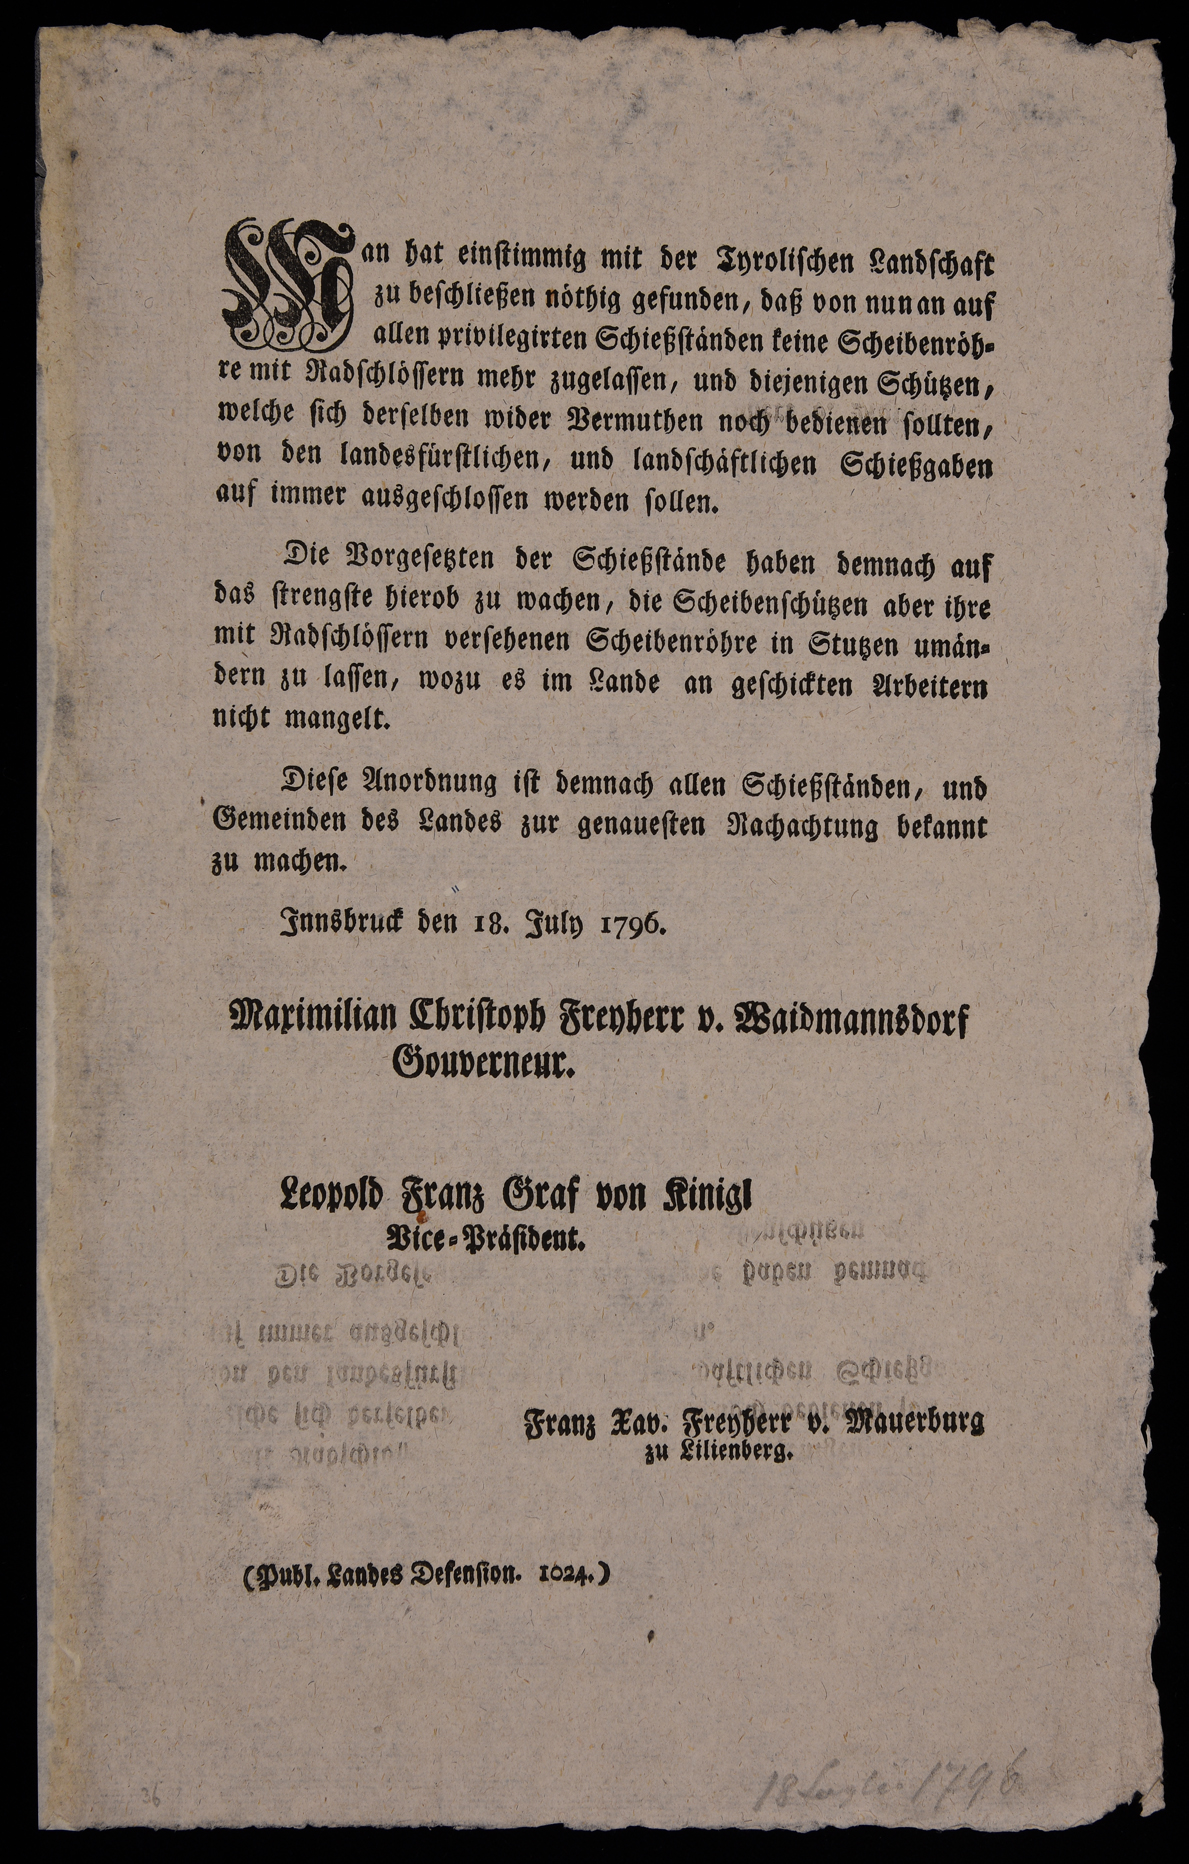 Man hat einstimmig mit der Tyrolischen Landschaft
zu beschließen nöthig gefunden, daß von nun an auf
allen privilegirten Schießständen keine Scheibenröh-
re mit Radschlössern mehr zugelassen, und diejenigen Schützen,
welche sich derselben wider Vermuthen noch bedienen sollten,
von den landesfürstlichen, und landschäftlichen Schießgaben
auf immer ausgeschlossen werden sollen.
Die Vorgesetzten der Schießstände haben demnach auf
das strengste hierob zu wachen, die Scheibenschützen aber ihre
mit Radschlössern versehenen Scheibenröhre in Stutzen umän-
dern zu lassen, wozu es im Lande an geschickten Arbeitern
nicht mangelt.
Diese Anordnung ist demnach allen Schießständen, und
Gemeinden des Landes zur genauesten Nachachtung bekannt
zu machen.
Innsbruck den 18. July 1796.
Maximilian Christoph Freyherr v. Waidmannsdorf
Gouverneur.
Leopold Franz Graf von Kinigl
Vice-Präsident.
Franz Xav. Freyherr v. Mauerburg
zu Lilienberg.
(Publ. Landes Defension. 1024.)
36
18 Luglio 1796